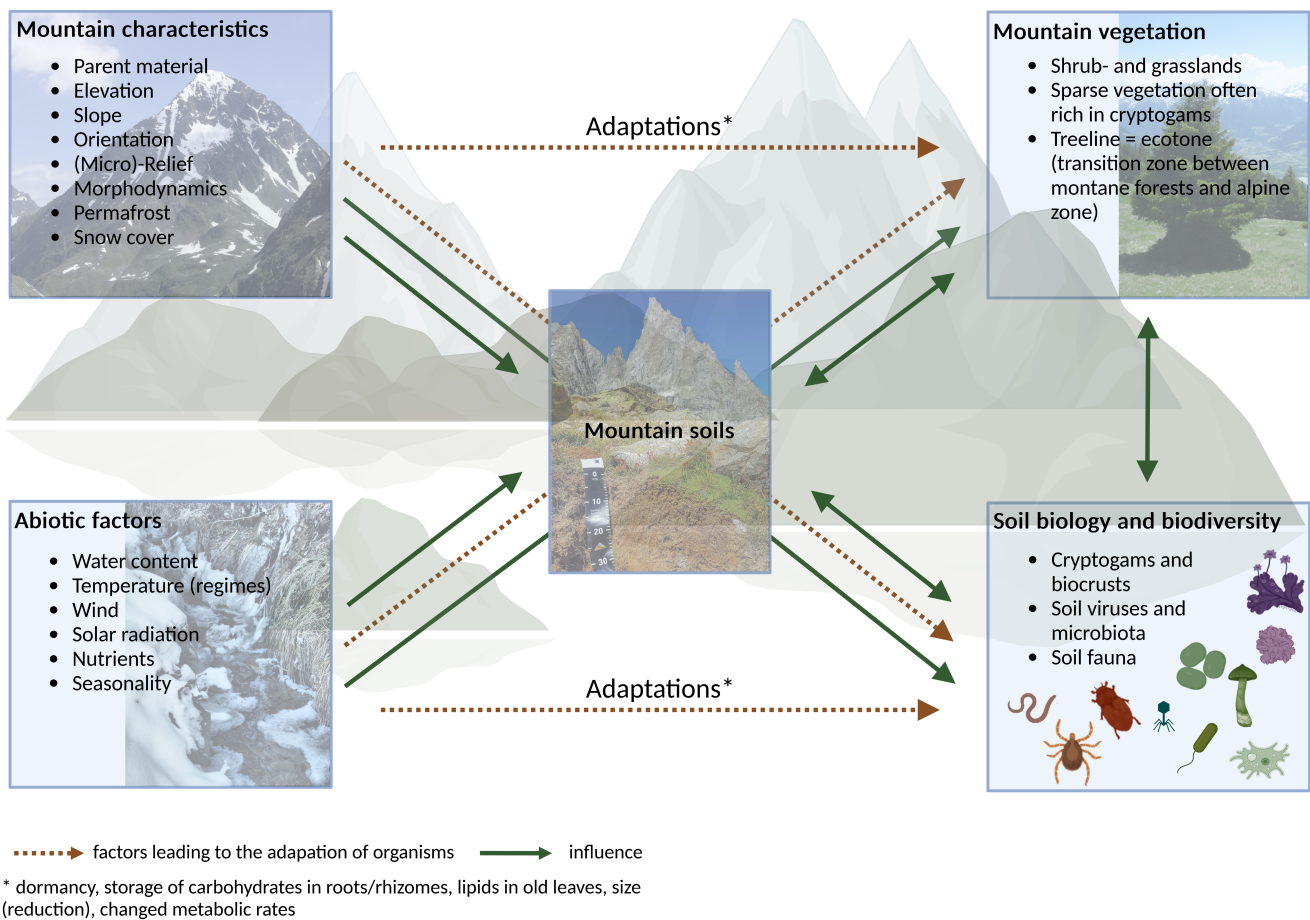 Mountain characteristics
• Parent material
• Elevation
• Slope
• Orientation
• (Micro)-Relief
• Morphodynamics
• Permafrost
• Snow cover
Adaptations*
Mountain vegetation
• Shrub- and grasslands
• Sparse vegetation often
rich in cryptogams
• Treeline = ecotone
(transition zone between
montane forests and alpine
zone)
Mountain soils
0
10
20
30
Abiotic factors
• Water content
• Temperature (regimes)
• Wind
• Solar radiation
• Nutrients
• Seasonality
Adaptations*
Soil biology and biodiversity
• Cryptogams and
biocrusts
• Soil viruses and
microbiota
• Soil fauna
factors leading to the adapation of organisms
influence
* dormancy, storage of carbohydrates in roots/rhizomes, lipids in old leaves, size
(reduction), changed metabolic rates